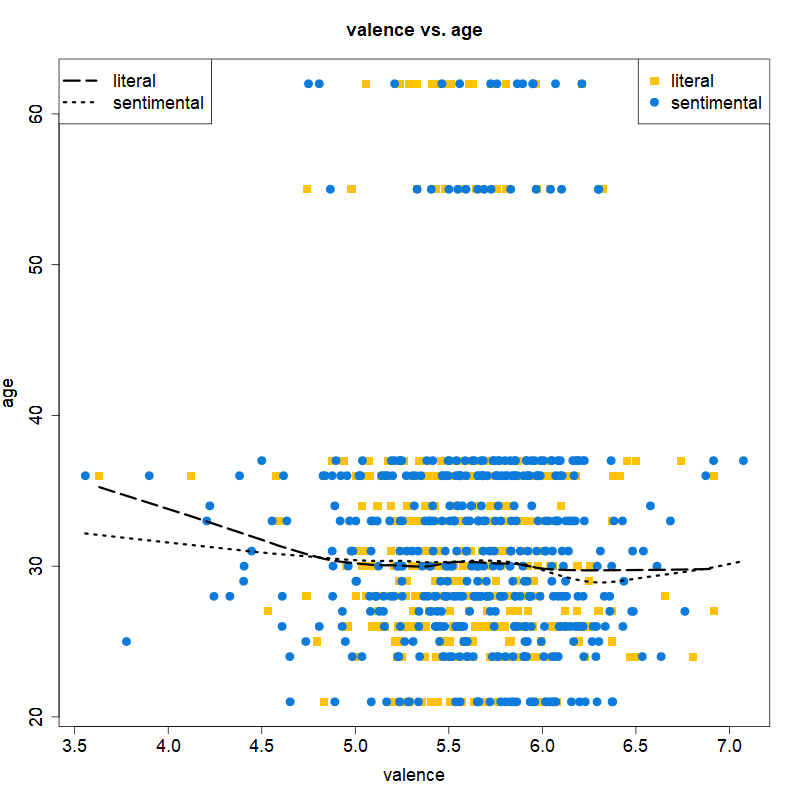 valence vs. age
literal
sentimental
literal
sentimental
60
50
40
30
20
age
3.5 4.0 4.5 5.0 5.5 6.0 6.5 7.0
valence